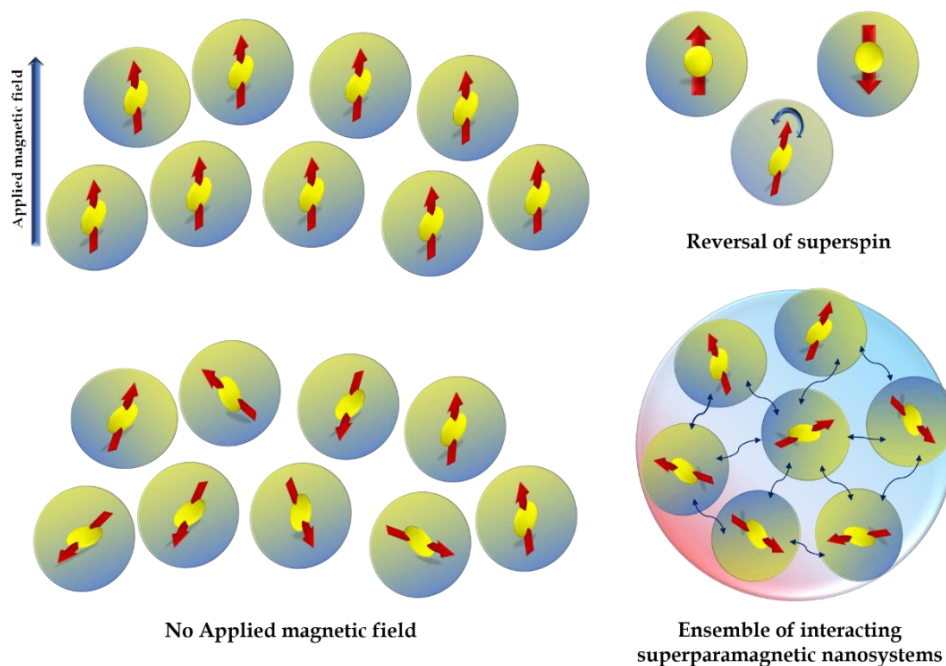 Applied magnetic field
Reversal of superspin
No Applied magnetic field
Ensemble of interacting
superparamagnetic nanosystems